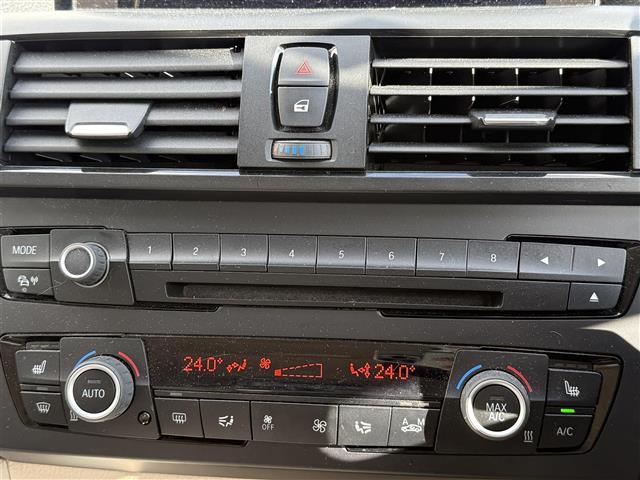 MODE 1 2 3 4 5 6 7 8
24.0° 24.0°
AUTO OFF A M MAX A/C A/C